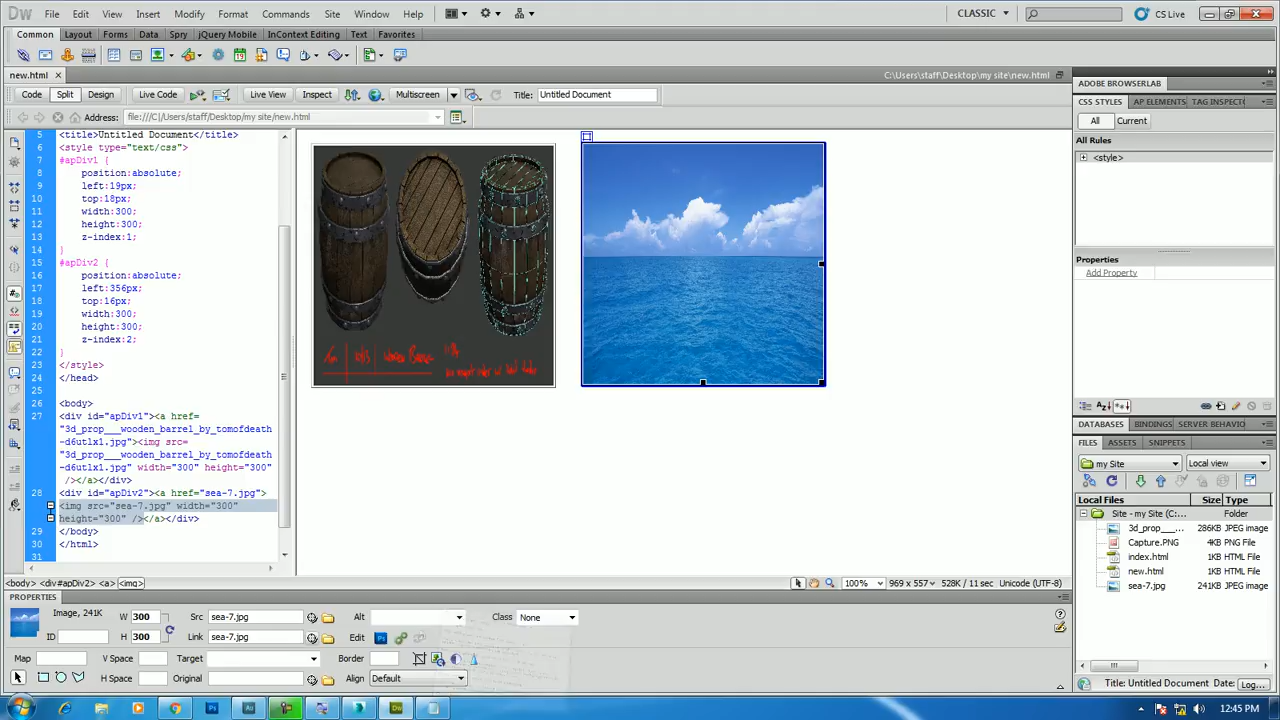 Dw File Edit View Insert Modify Format Commands Site Window Help CLASSIC CS Live
Common Layout Forms Data Spry jQuery Mobile InContext Editing Text Favorites
new.html C:\Users\staff\Desktop\my site\new.html
Code Split Design Live Code Live View Inspect Multiscreen Title: Untitled Document
Address: file:///C|/Users/staff/Desktop/my site/new.html
5 <title>Untitled Document</title>
6 <style type="text/css">
7 #apDiv1 {
8 position:absolute;
9 left:19px;
10 top:18px;
11 width:300;
12 height:300;
13 z-index:1;
14 }
15 #apDiv2 {
16 position:absolute;
17 left:356px;
18 top:16px;
19 width:300;
20 height:300;
21 z-index:2;
22 }
23 </style>
24 </head>
25
26 <body>
27 <div id="apDiv1"><a href=
"3d_prop___wooden_barrel_by_tomofdeath
-d6utlx1.jpg"><img src=
"3d_prop___wooden_barrel_by_tomofdeath
-d6utlx1.jpg" width="300" height="300"
/></a></div>
28 <div id="apDiv2"><a href="sea-7.jpg">
<img src="sea-7.jpg" width="300"
height="300" /></a></div>
29 </body>
30 </html>
31
<body> <div#apDiv2> <a> <img> 100% 969 x 557 528K / 11 sec Unicode (UTF-8)
PROPERTIES
Image, 241K W 300 Src sea-7.jpg Alt Class None
ID H 300 Link sea-7.jpg Edit Ps
Map V Space Target Border
H Space Original Align Default
ADOBE BROWSERLAB
CSS STYLES AP ELEMENTS TAG INSPECT
All Current
All Rules
<style>
Properties
Add Property
DATABASES BINDINGS SERVER BEHAVIO
FILES ASSETS SNIPPETS
my Site Local view
Local Files Size Type
Site - my Site (C:... Folder
3d_prop___... 286KB JPEG image
Capture.PNG 4KB PNG File
index.html 1KB HTML File
new.html 1KB HTML File
sea-7.jpg 241KB JPEG image
Title: Untitled Document Log...
12:45 PM